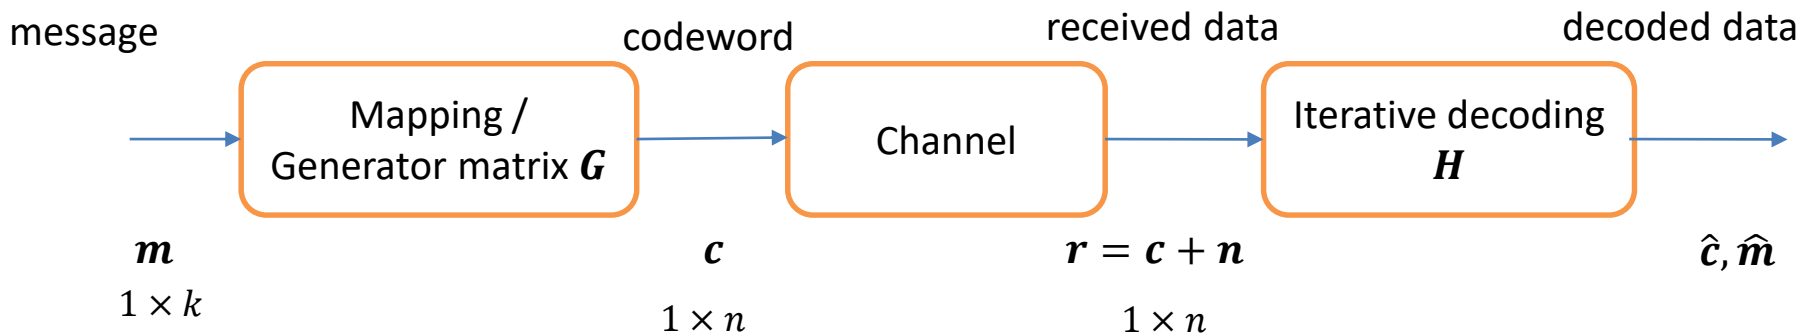 message
codeword
received data
decoded data
Mapping /
Generator matrix G
Channel
Iterative decoding
H
m
c
r = c + n
ĉ, m̂
1 × k
1 × n
1 × n